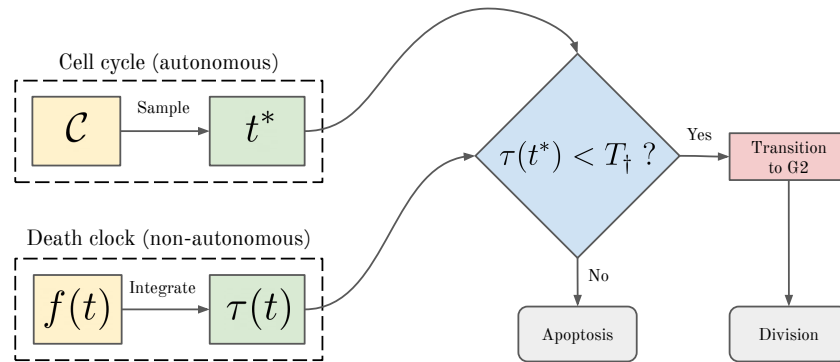 Cell cycle (autonomous)
𝒞
Sample
t*
Death clock (non-autonomous)
f(t)
Integrate
τ(t)
τ(t*) < T† ?
Yes
No
Transition
to G2
Apoptosis
Division